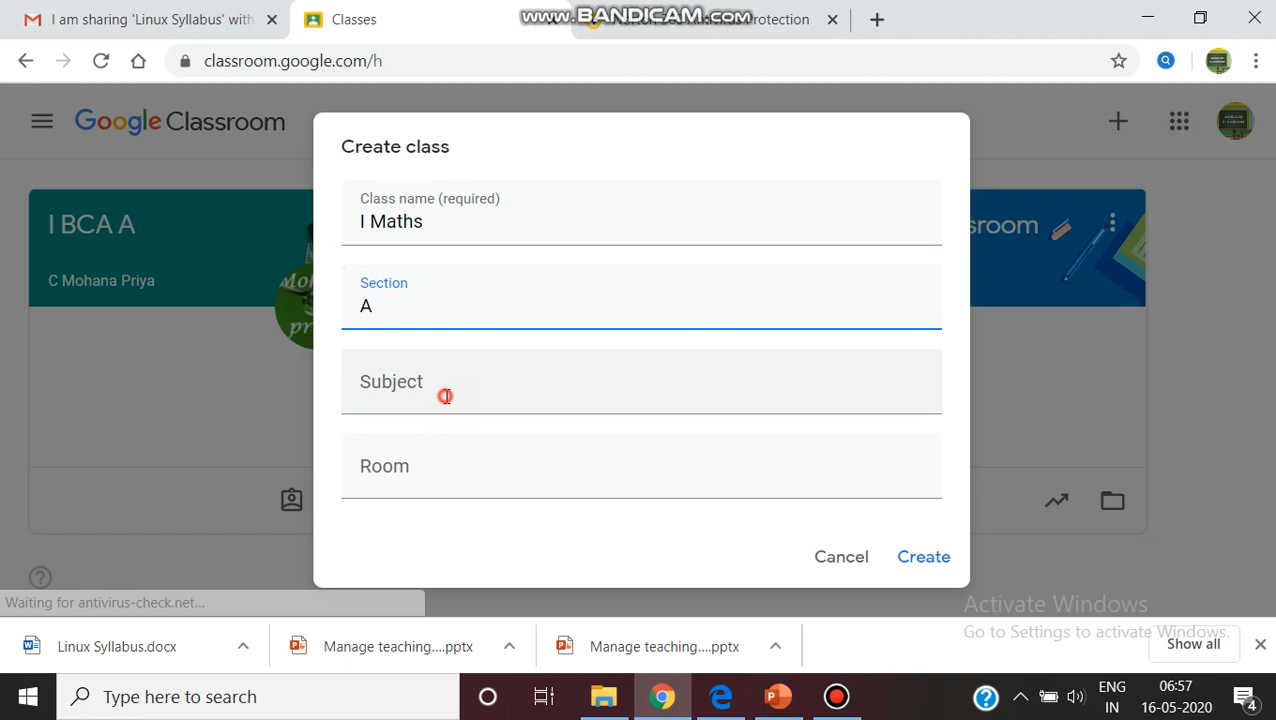 I am sharing 'Linux Syllabus' with
Classes
www.BANDICAM.com
rotection
classroom.google.com/h
Google Classroom
Create class
Class name (required)
I Maths
I BCA A
C Mohana Priya
sroom
Section
A
Subject
Room
Cancel
Create
Waiting for antivirus-check.net...
Activate Windows
Go to Settings to activate Windows.
Linux Syllabus.docx
Manage teaching....pptx
Manage teaching....pptx
Show all
Type here to search
ENG
IN
06:57
16-05-2020
4